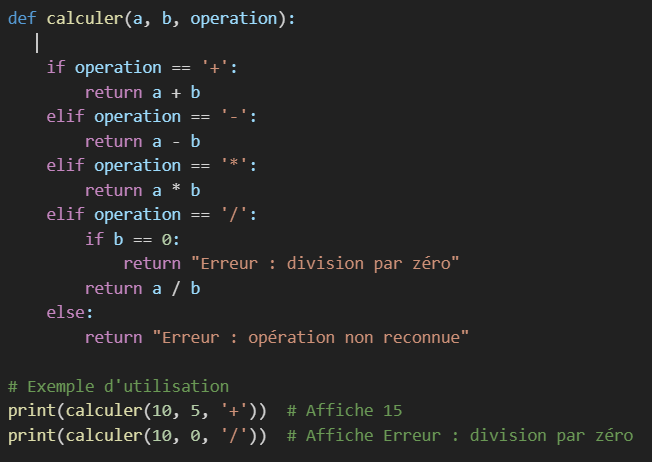 def calculer(a, b, operation):
    if operation == '+':
        return a + b
    elif operation == '-':
        return a - b
    elif operation == '*':
        return a * b
    elif operation == '/':
        if b == 0:
            return "Erreur : division par zéro"
        return a / b
    else:
        return "Erreur : opération non reconnue"
# Exemple d'utilisation
print(calculer(10, 5, '+'))  # Affiche 15
print(calculer(10, 0, '/'))  # Affiche Erreur : division par zéro